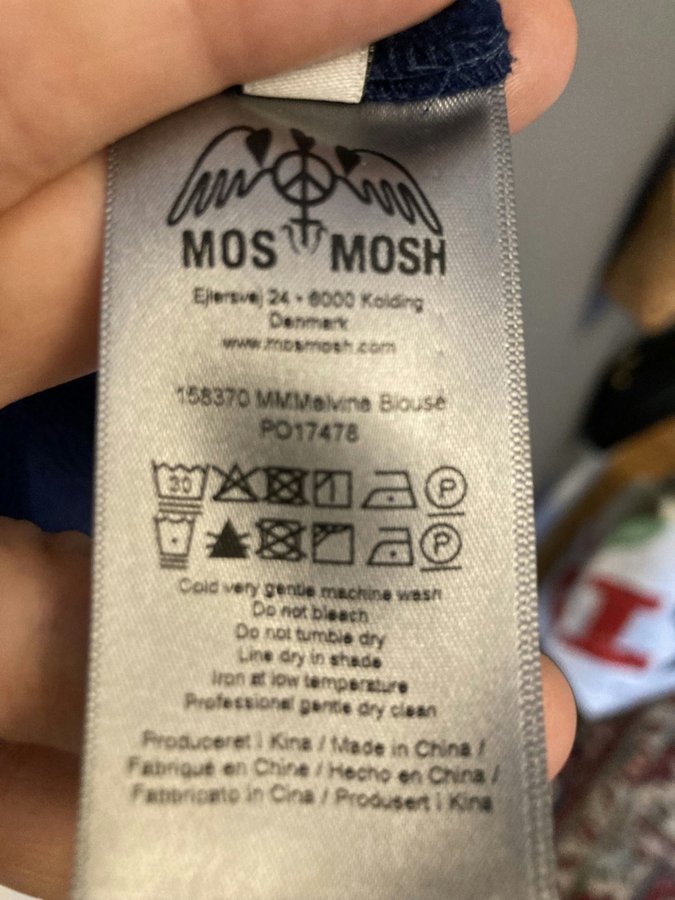 MOS MOSH
Ejlersvej 24 • 6000 Kolding
Denmark
www.mosmosh.com
158370 MMMalvina Blouse
PO17478
30
P
P
Cold very gentle machine wash
Do not bleach
Do not tumble dry
Line dry in shade
Iron at low temperature
Professional gentle dry clean
Produceret i Kina / Made in China /
Fabriqué en Chine / Hecho en China /
Fabbricato in Cina / Produsert i Kina